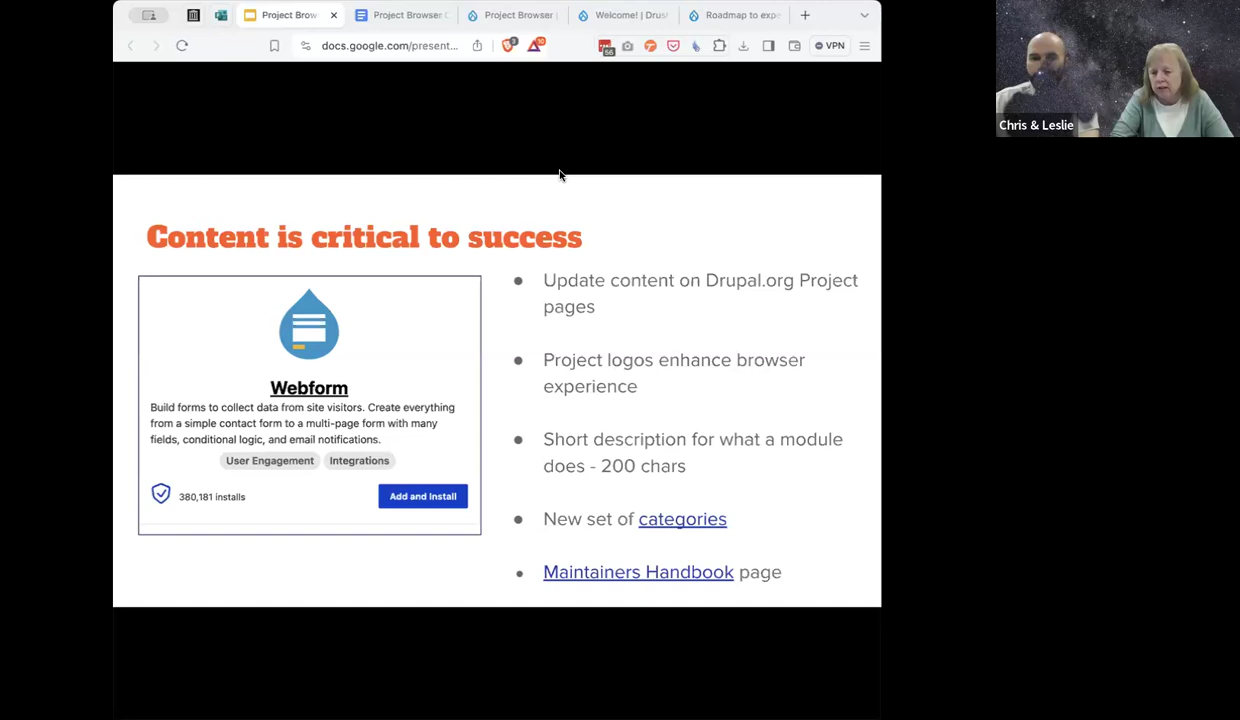 Project Brow
Project Browser C
Project Browser |
Welcome! | Drus
Roadmap to expe
docs.google.com/present...
3
10
56
VPN
Chris & Leslie
Content is critical to success
Webform
Build forms to collect data from site visitors. Create everything
from a simple contact form to a multi-page form with many
fields, conditional logic, and email notifications.
User Engagement
Integrations
380,181 installs
Add and Install
Update content on Drupal.org Project
pages
Project logos enhance browser
experience
Short description for what a module
does - 200 chars
New set of categories
Maintainers Handbook page